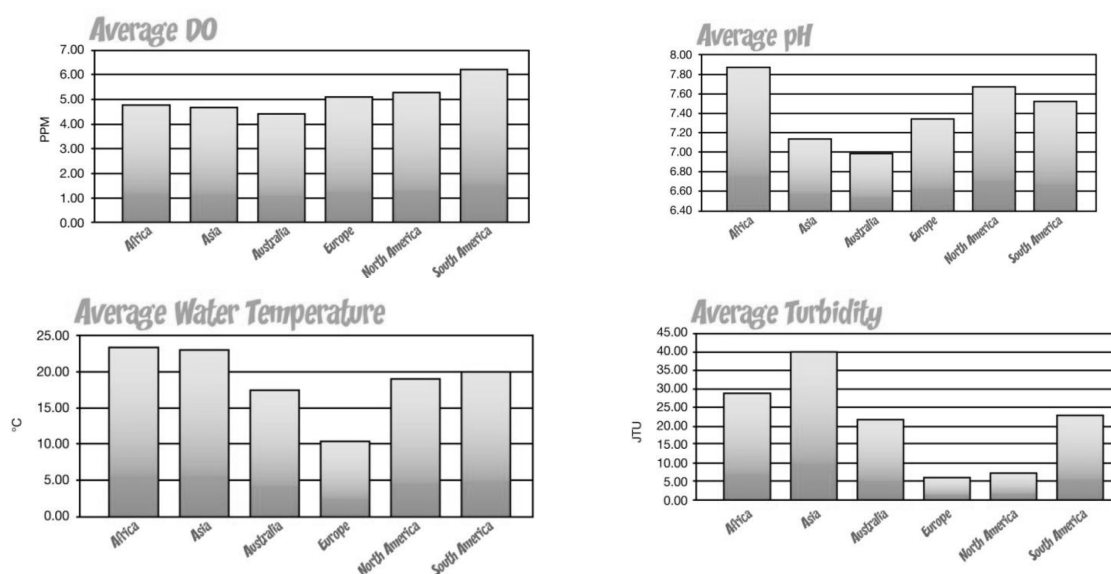 Average DO
7.00
6.00
5.00
4.00
3.00
2.00
1.00
0.00
PPM
Africa
Asia
Australia
Europe
North America
South America
Average pH
8.00
7.80
7.60
7.40
7.20
7.00
6.80
6.60
6.40
Africa
Asia
Australia
Europe
North America
South America
Average Water Temperature
25.00
20.00
15.00
10.00
5.00
0.00
°C
Africa
Asia
Australia
Europe
North America
South America
Average Turbidity
45.00
40.00
35.00
30.00
25.00
20.00
15.00
10.00
5.00
0.00
JTU
Africa
Asia
Australia
Europe
North America
South America